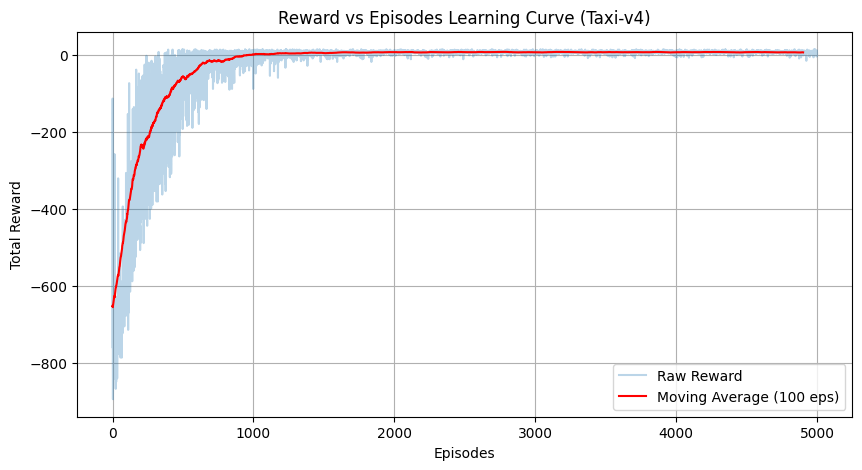 Reward vs Episodes Learning Curve (Taxi-v4)
0
−200
−400
−600
−800
Total Reward
0 1000 2000 3000 4000 5000
Episodes
Raw Reward
Moving Average (100 eps)